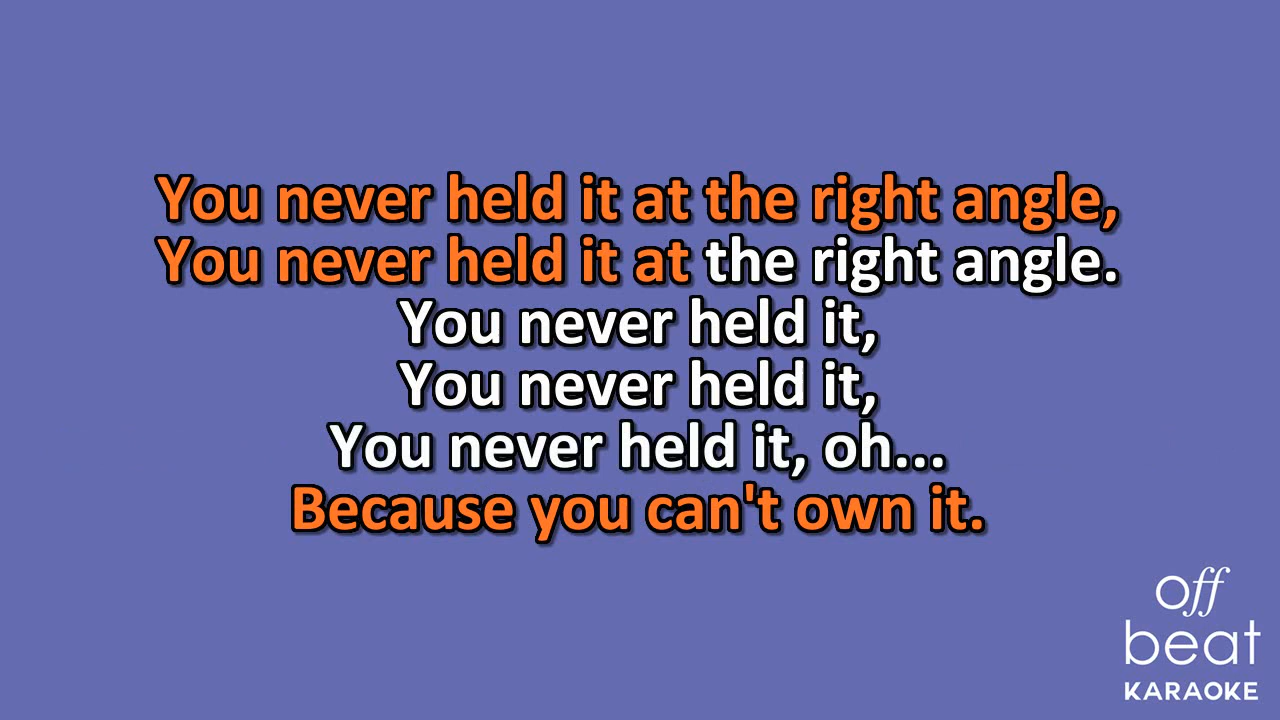 You never held it at the right angle,
You never held it at the right angle.
You never held it,
You never held it,
You never held it, oh...
Because you can't own it.
off
beat
KARAOKE